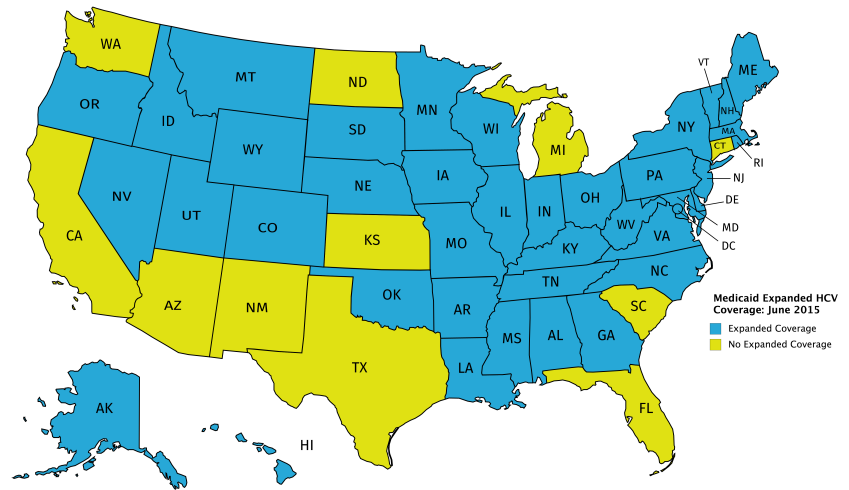 WA
MT
ND
MN
VT
ME
OR
ID
SD
WI
NH
WY
MI
NY
MA
CT
RI
IA
PA
NJ
NE
NV
UT
OH
DE
IL
IN
CO
WV
MD
CA
KS
MO
KY
VA
DC
NC
TN
AZ
NM
OK
AR
SC
Medicaid Expanded HCV
Coverage: June 2015
Expanded Coverage
No Expanded Coverage
MS
AL
GA
TX
LA
AK
FL
HI